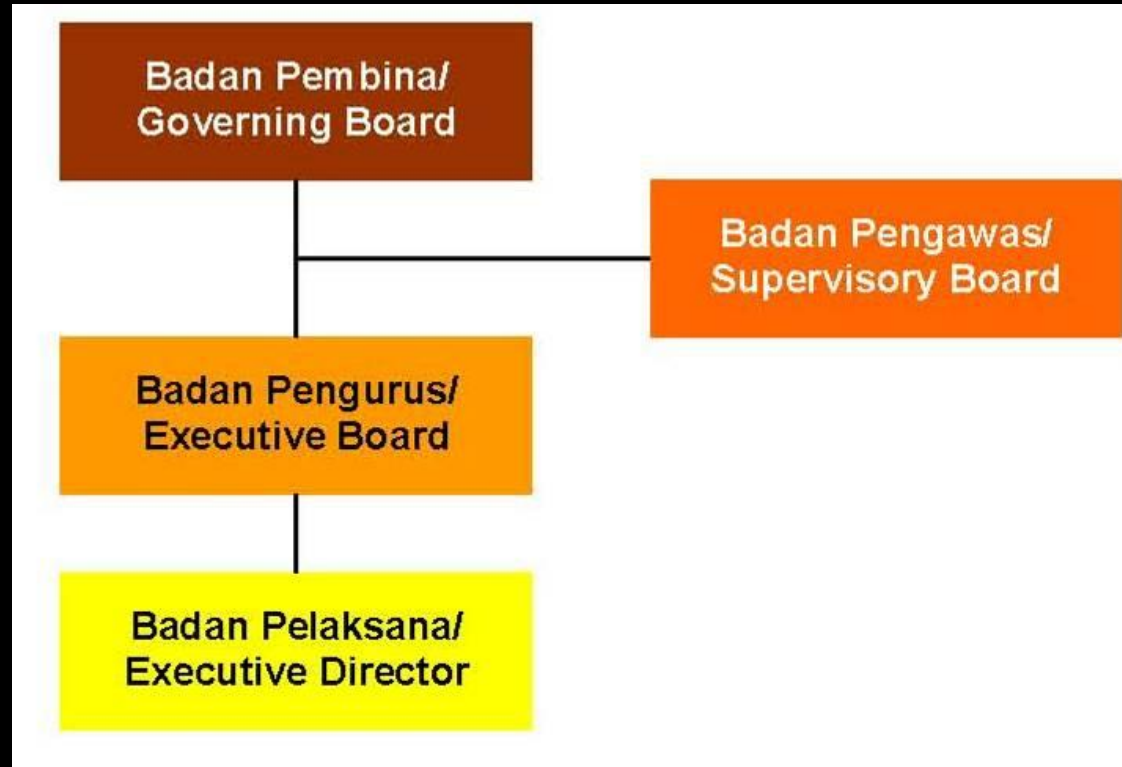 Badan Pembina/
Governing Board
Badan Pengawas/
Supervisory Board
Badan Pengurus/
Executive Board
Badan Pelaksana/
Executive Director